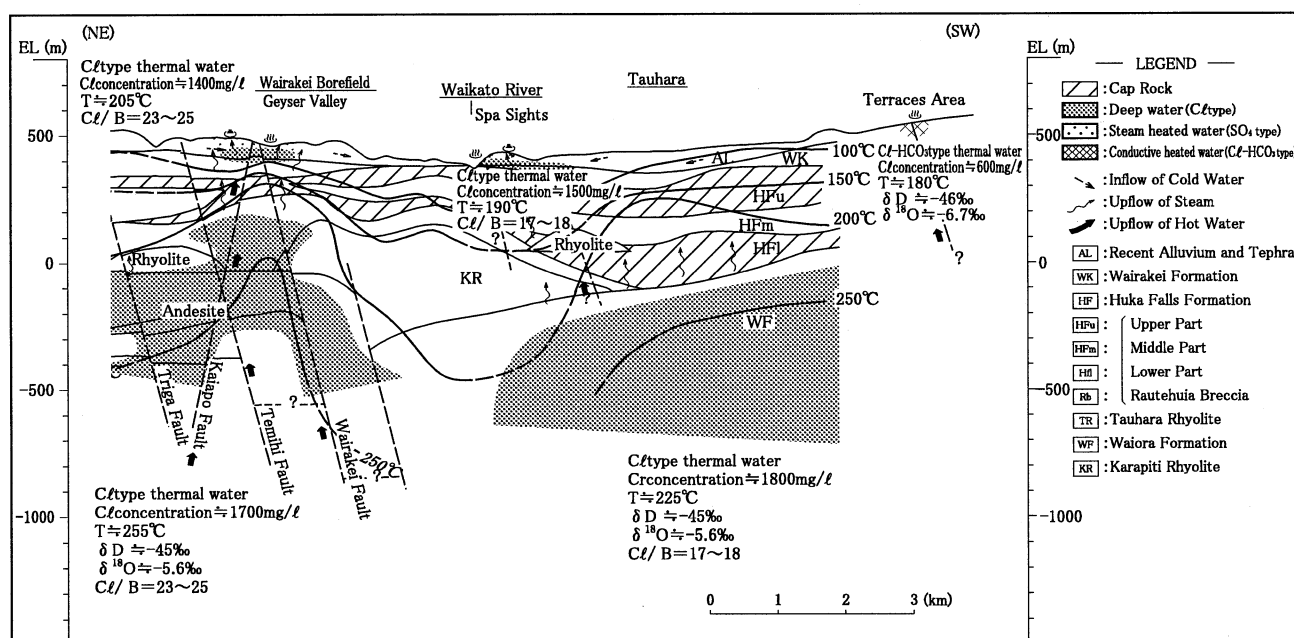 (NE)
(SW)
EL (m)
EL (m)
Cℓtype thermal water
Cℓconcentration≒1400mg/ℓ
T≒205℃
Cℓ/ B=23～25
Wairakei Borefield
Geyser Valley
Waikato River
Spa Sights
Tauhara
Terraces Area
500
0
-500
-1000
500
0
-500
-1000
AL
WK
HFu
HFm
HFl
100℃
150℃
200℃
250℃
Cℓ-HCO3type thermal water
Cℓconcentration≒600mg/ℓ
T≒180℃
δ D ≒-46‰
δ 18O≒-6.7‰
?
Cℓtype thermal water
Cℓconcentration≒1500mg/ℓ
T≒190℃
Cℓ/ B=17～18
?
Rhyolite
Rhyolite
KR
Andesite
WF
Triga Fault
Kaiapo Fault
Temihi Fault
Wairakei Fault
?
-250℃
?
Cℓtype thermal water
Cℓconcentration≒1700mg/ℓ
T≒255℃
δ D ≒-45‰
δ 18O≒-5.6‰
Cℓ/ B=23～25
Cℓtype thermal water
Crconcentration≒1800mg/ℓ
T≒225℃
δ D ≒-45‰
δ 18O≒-5.6‰
Cℓ/ B=17～18
0 1 2 3 (km)
LEGEND
:Cap Rock
:Deep water(Cℓtype)
:Steam heated water(SO4 type)
:Conductive heated water(Cℓ-HCO3type)
:Inflow of Cold Water
:Upflow of Steam
:Upflow of Hot Water
AL :Recent Alluvium and Tephra
WK :Wairakei Formation
HF :Huka Falls Formation
HFu : Upper Part
HFm : Middle Part
Hfl : Lower Part
Rb : Rautehuia Breccia
TR :Tauhara Rhyolite
WF :Waiora Formation
KR :Karapiti Rhyolite